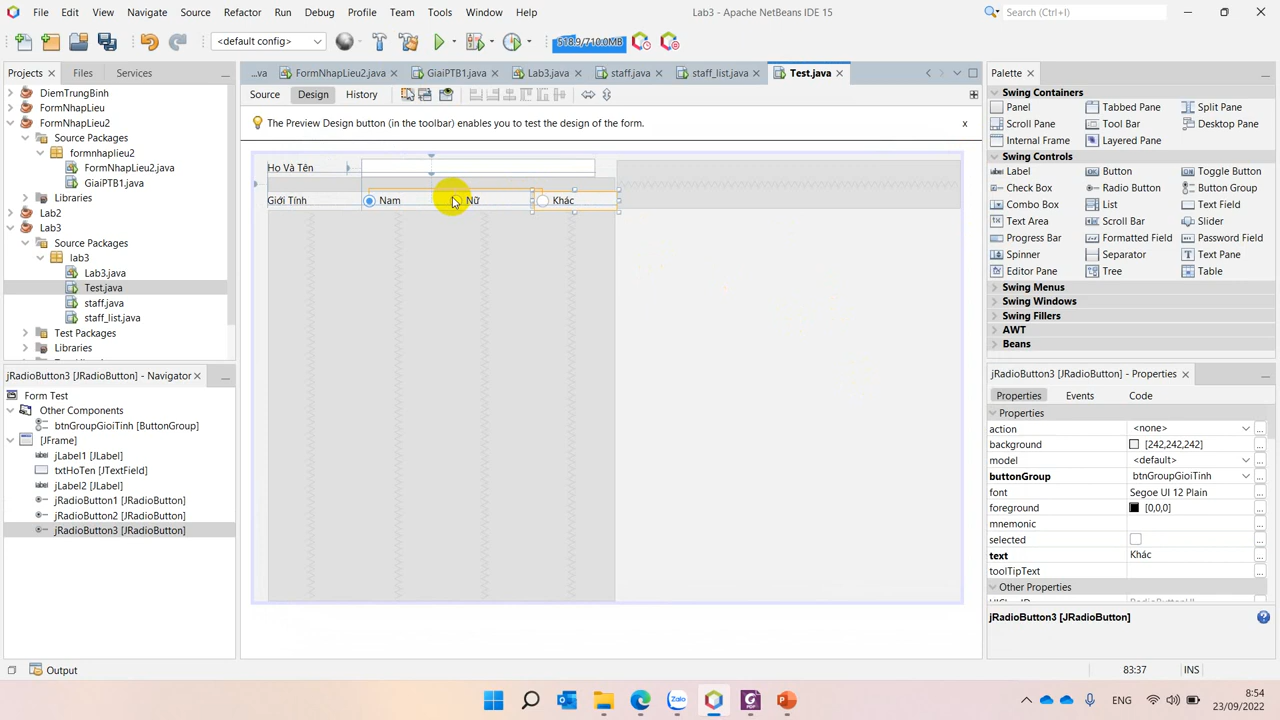 File Edit View Navigate Source Refactor Run Debug Profile Team Tools Window Help
Lab3 - Apache NetBeans IDE 15
Search (Ctrl+I)
<default config>
518.9/710.0MB
Projects Files Services
...va FormNhapLieu2.java GiaiPTB1.java Lab3.java staff.java staff_list.java Test.java
Source Design History
The Preview Design button (in the toolbar) enables you to test the design of the form.
x
DiemTrungBinh
FormNhapLieu
FormNhapLieu2
Source Packages
formnhaplieu2
FormNhapLieu2.java
GiaiPTB1.java
Libraries
Lab2
Lab3
Source Packages
lab3
Lab3.java
Test.java
staff.java
staff_list.java
Test Packages
Libraries
jRadioButton3 [JRadioButton] - Navigator
Form Test
Other Components
btnGroupGioiTinh [ButtonGroup]
[JFrame]
jLabel1 [JLabel]
txtHoTen [JTextField]
jLabel2 [JLabel]
jRadioButton1 [JRadioButton]
jRadioButton2 [JRadioButton]
jRadioButton3 [JRadioButton]
Họ Và Tên
Giới Tính Nam Nữ Khác
Palette
Swing Containers
Panel Tabbed Pane Split Pane
Scroll Pane Tool Bar Desktop Pane
Internal Frame Layered Pane
Swing Controls
Label Button Toggle Button
Check Box Radio Button Button Group
Combo Box List Text Field
Text Area Scroll Bar Slider
Progress Bar Formatted Field Password Field
Spinner Separator Text Pane
Editor Pane Tree Table
Swing Menus
Swing Windows
Swing Fillers
AWT
Beans
jRadioButton3 [JRadioButton] - Properties
Properties Events Code
Properties
action <none> ...
background [242,242,242] ...
model <default> ...
buttonGroup btnGroupGioiTinh ...
font Segoe UI 12 Plain ...
foreground [0,0,0] ...
mnemonic ...
selected ...
text Khác ...
toolTipText ...
Other Properties
jRadioButton3 [JRadioButton]
Output
83:37 INS
ENG
8:54
23/09/2022